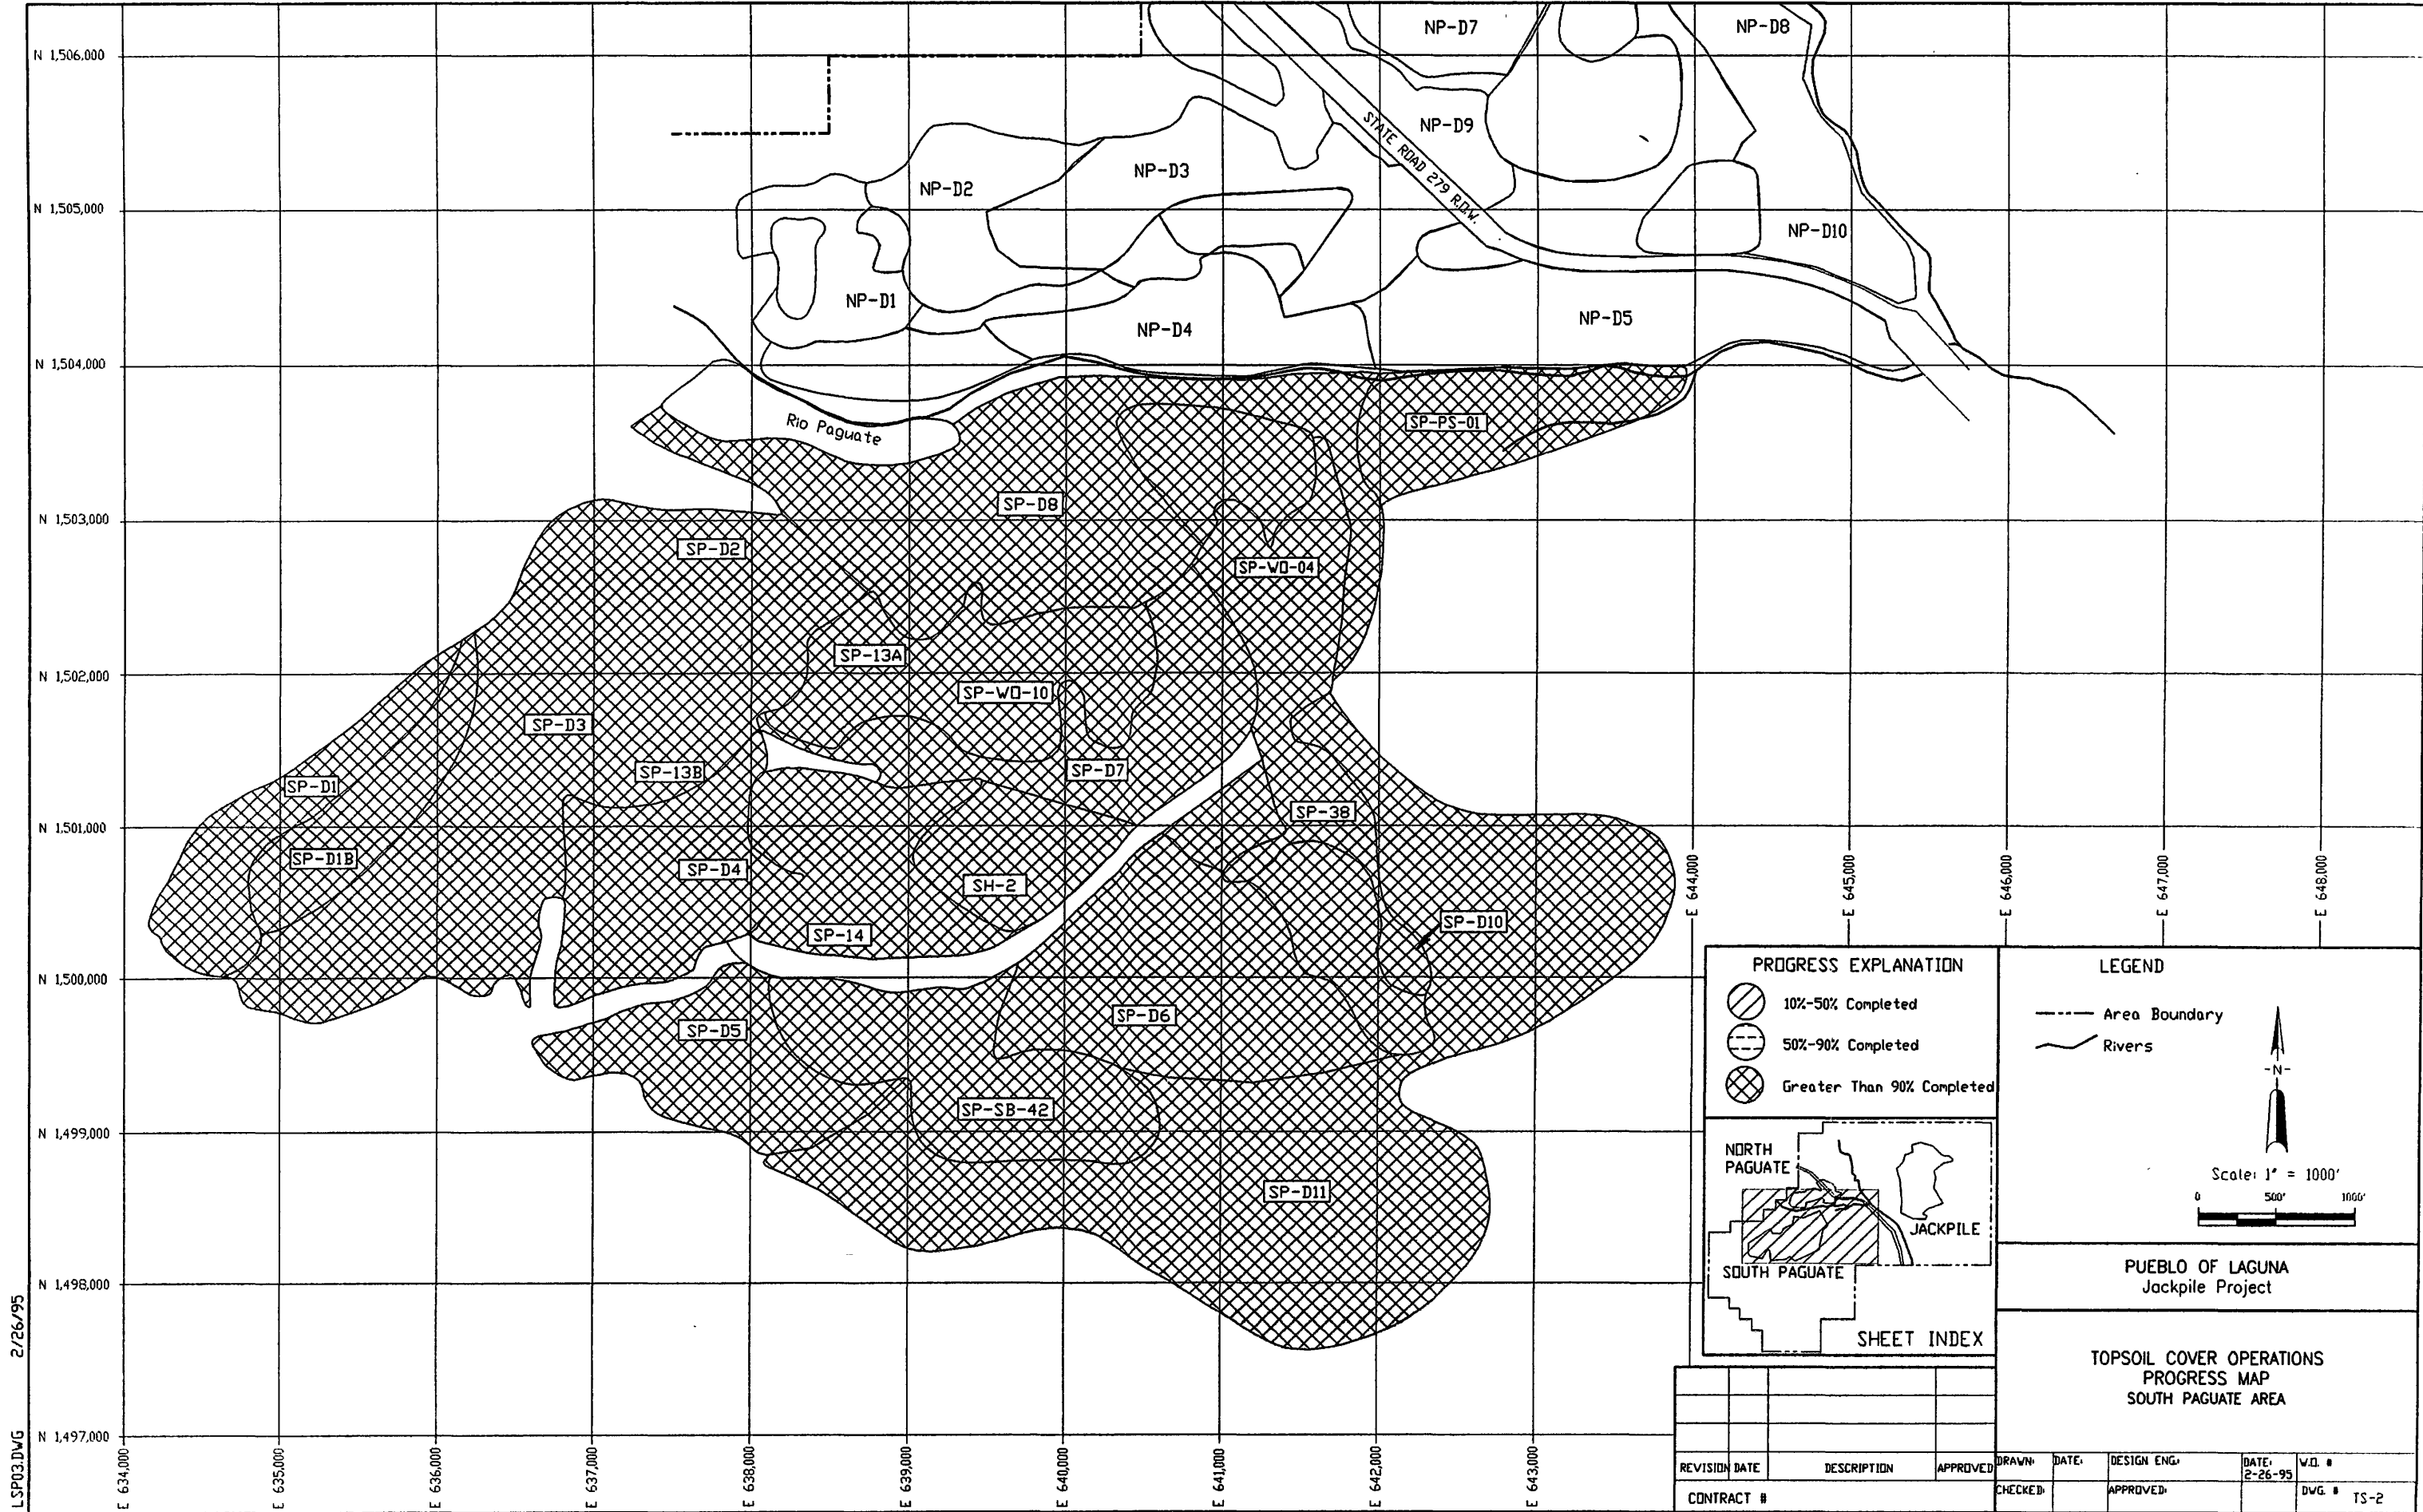 N 1,506,000
N 1,505,000
N 1,504,000
N 1,503,000
N 1,502,000
N 1,501,000
N 1,500,000
N 1,499,000
N 1,498,000
N 1,497,000
NP-D7
NP-D8
NP-D9
STATE ROAD 279 R.O.W.
NP-D3
NP-D2
NP-D10
NP-D1
NP-D4
NP-D5
Rio Paguate
SP-PS-01
SP-D8
SP-D2
SP-WO-04
SP-13A
SP-WO-10
SP-D3
SP-13B
SP-D7
SP-D1
SP-38
SP-D1B
SP-D4
SH-2
SP-14
SP-D10
SP-D6
SP-D5
SP-SB-42
SP-D11
E 634,000
E 635,000
E 636,000
E 637,000
E 638,000
E 639,000
E 640,000
E 641,000
E 642,000
E 643,000
E 644,000
E 645,000
E 646,000
E 647,000
E 648,000
PROGRESS EXPLANATION
10%-50% Completed
50%-90% Completed
Greater Than 90% Completed
LEGEND
Area Boundary
Rivers
-N-
Scale: 1" = 1000'
0 500' 1000'
NORTH
PAGUATE
JACKPILE
SOUTH PAGUATE
SHEET INDEX
PUEBLO OF LAGUNA
Jackpile Project
TOPSOIL COVER OPERATIONS
PROGRESS MAP
SOUTH PAGUATE AREA
REVISION DATE DESCRIPTION APPROVED
CONTRACT #
DRAWN: DATE: DESIGN ENG: DATE: 2-26-95 W.O. #
CHECKED: APPROVED: DWG. # TS-2
LSP03.DWG 2/26/95